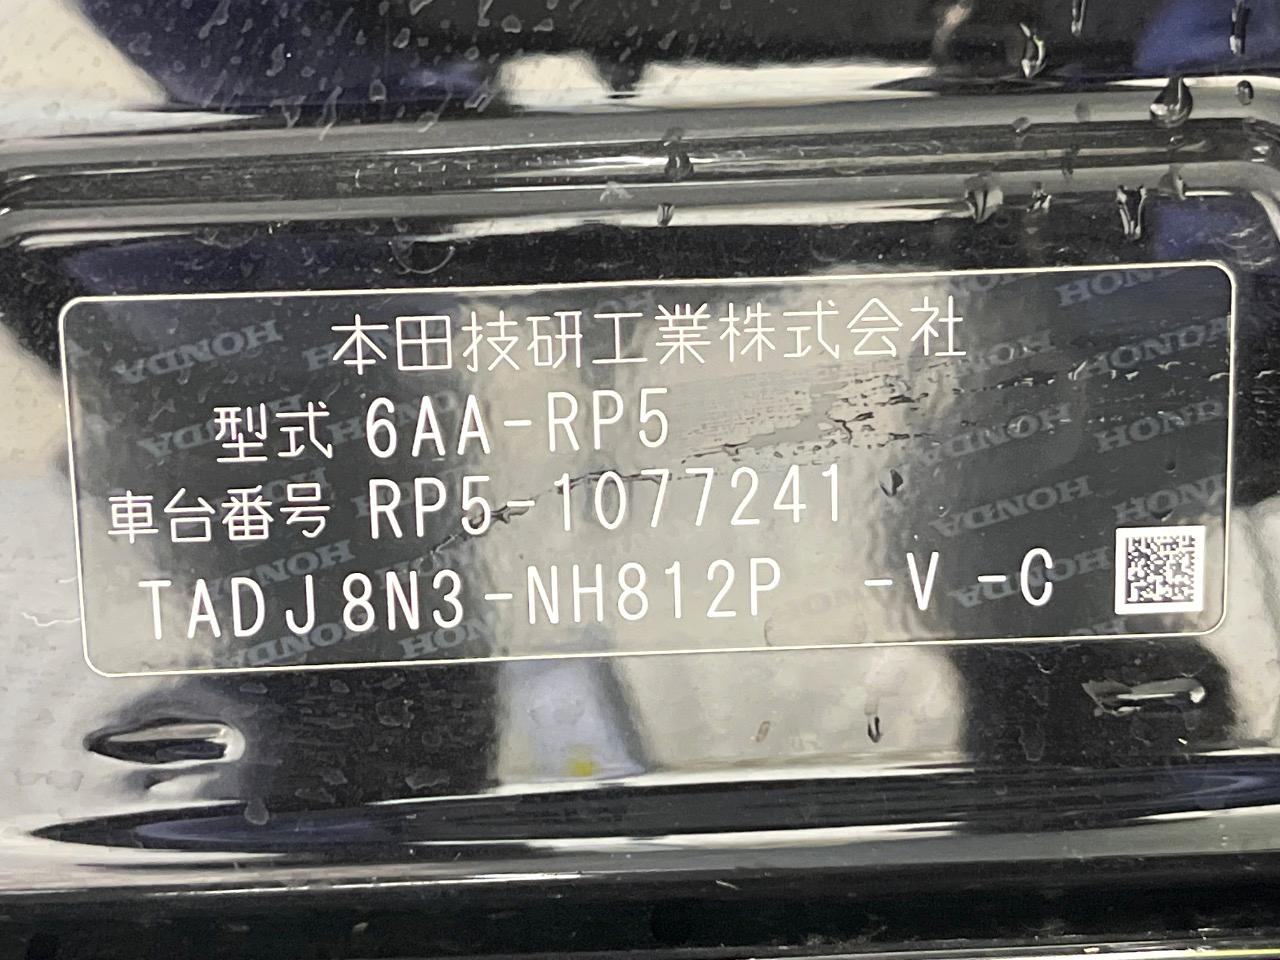 本田技研工業株式会社
型式 6AA-RP5
車台番号 RP5-1077241
TADJ8N3-NH812P -V -C